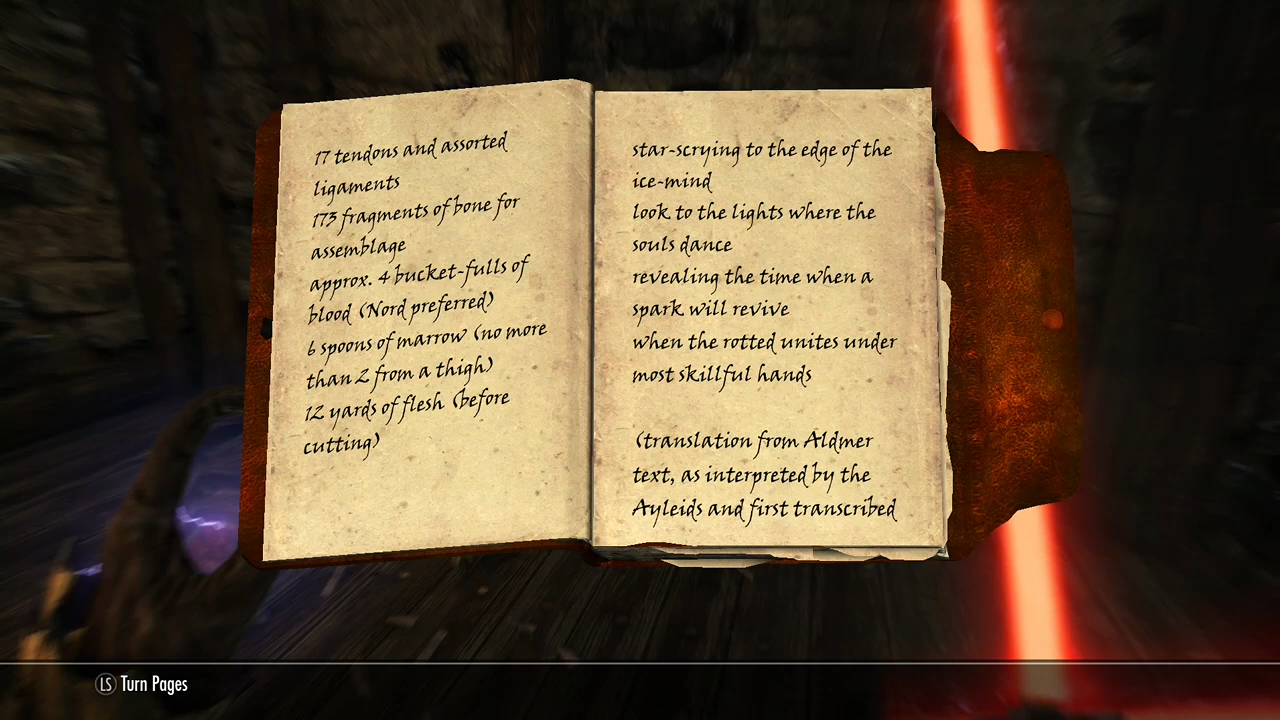 17 tendons and assorted
ligaments
173 fragments of bone for
assemblage
approx. 4 bucket-fulls of
blood (Nord preferred)
6 spoons of marrow (no more
than 2 from a thigh)
12 yards of flesh (before
cutting)
star-scrying to the edge of the
ice-mind
look to the lights where the
souls dance
revealing the time when a
spark will revive
when the rotted unites under
most skillful hands
(translation from Aldmer
text, as interpreted by the
Ayleids and first transcribed
LS Turn Pages